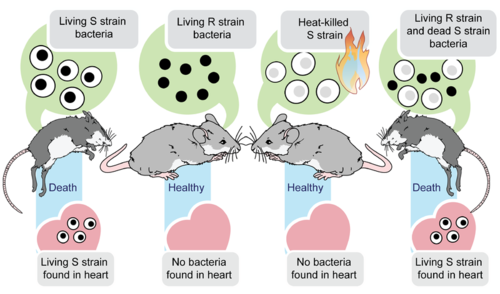 Living S strain
bacteria
Living R strain
bacteria
Heat-killed
S strain
Living R strain
and dead S strain
bacteria
Death
Healthy
Healthy
Death
Living S strain
found in heart
No bacteria
found in heart
No bacteria
found in heart
Living S strain
found in heart